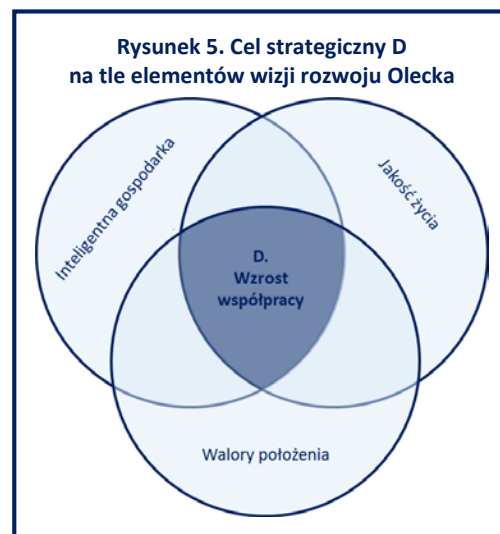 Rysunek 5. Cel strategiczny D
na tle elementów wizji rozwoju Olecka
Inteligentna gospodarka
Jakość życia
D.
Wzrost
współpracy
Walory położenia